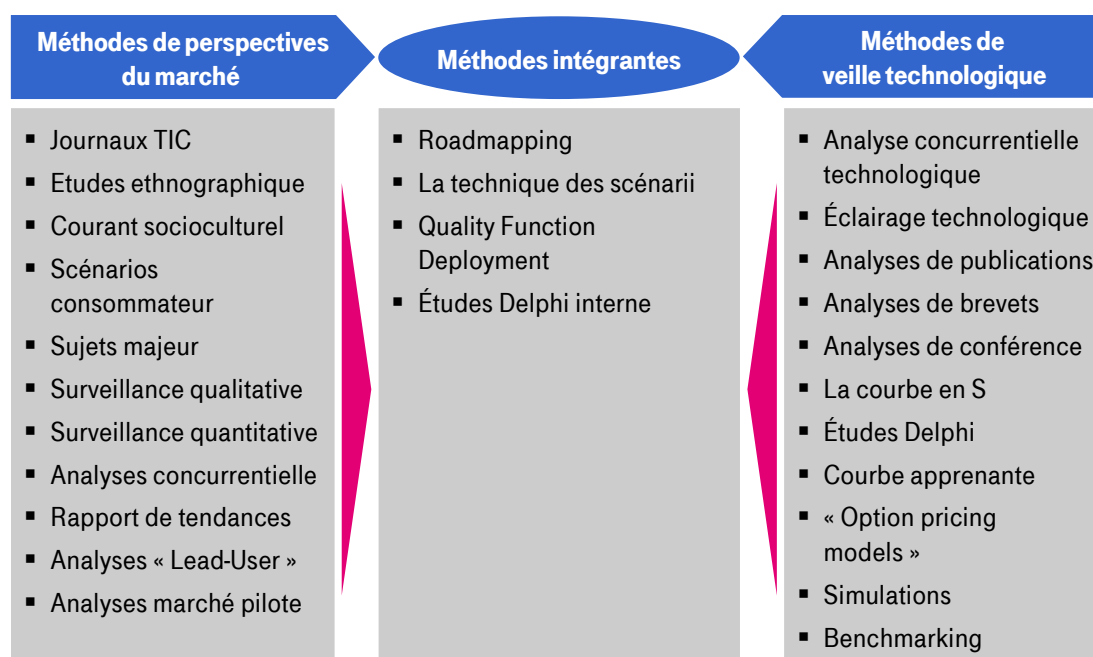 Méthodes de perspectives
du marché
Méthodes intégrantes
Méthodes de
veille technologique
▪ Journaux TIC
▪ Etudes ethnographique
▪ Courant socioculturel
▪ Scénarios
consommateur
▪ Sujets majeur
▪ Surveillance qualitative
▪ Surveillance quantitative
▪ Analyses concurrentielle
▪ Rapport de tendances
▪ Analyses « Lead-User »
▪ Analyses marché pilote
▪ Roadmapping
▪ La technique des scénarii
▪ Quality Function
Deployment
▪ Études Delphi interne
▪ Analyse concurrentielle
technologique
▪ Éclairage technologique
▪ Analyses de publications
▪ Analyses de brevets
▪ Analyses de conférence
▪ La courbe en S
▪ Études Delphi
▪ Courbe apprenante
▪ « Option pricing
models »
▪ Simulations
▪ Benchmarking